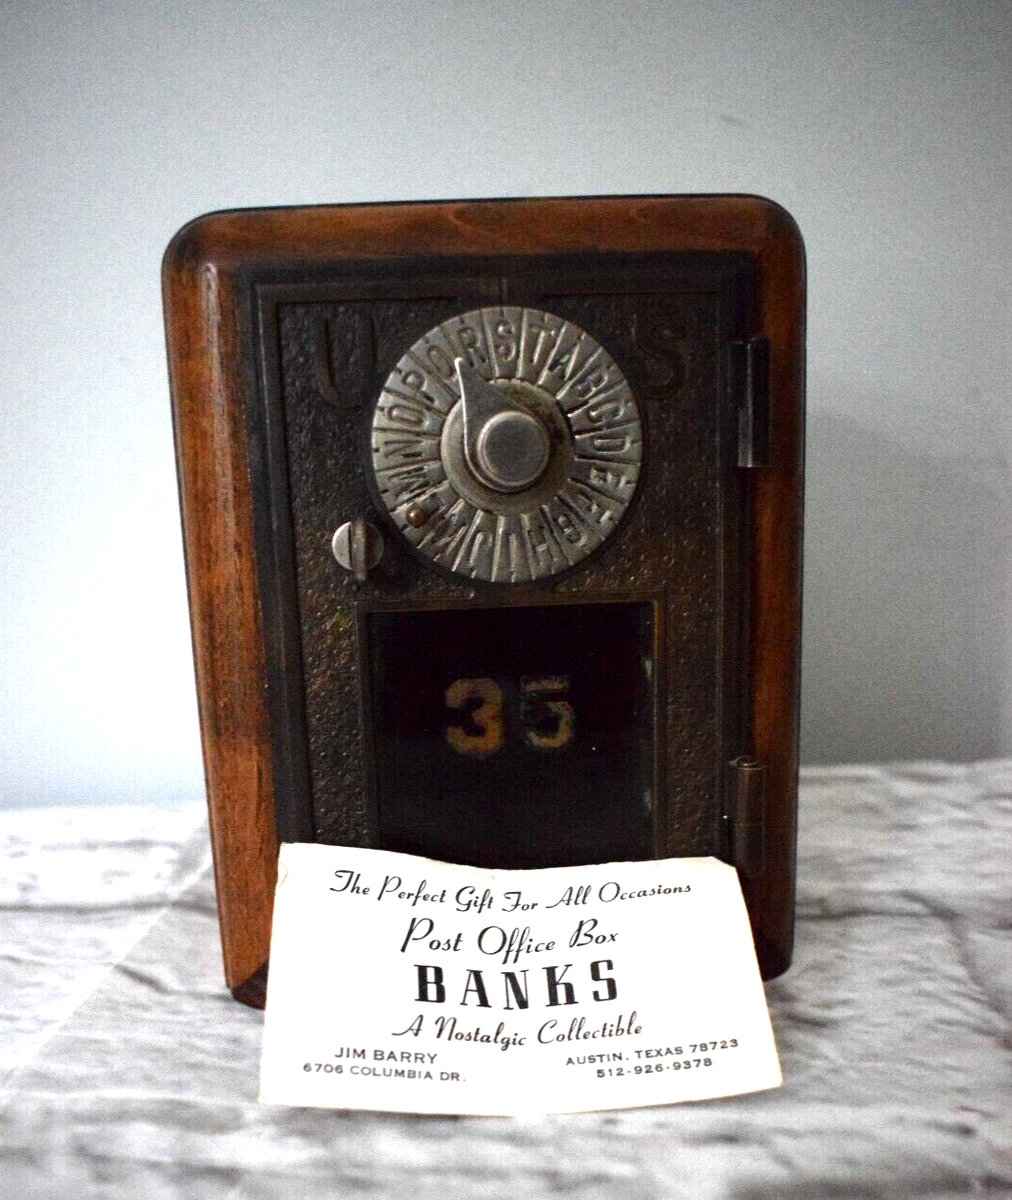 U S
A B C D E F G H I J K L M N O P Q R S T
35
The Perfect Gift For All Occasions
Post Office Box
BANKS
A Nostalgic Collectible
JIM BARRY AUSTIN, TEXAS 78723
6706 COLUMBIA DR. 512-926-9378